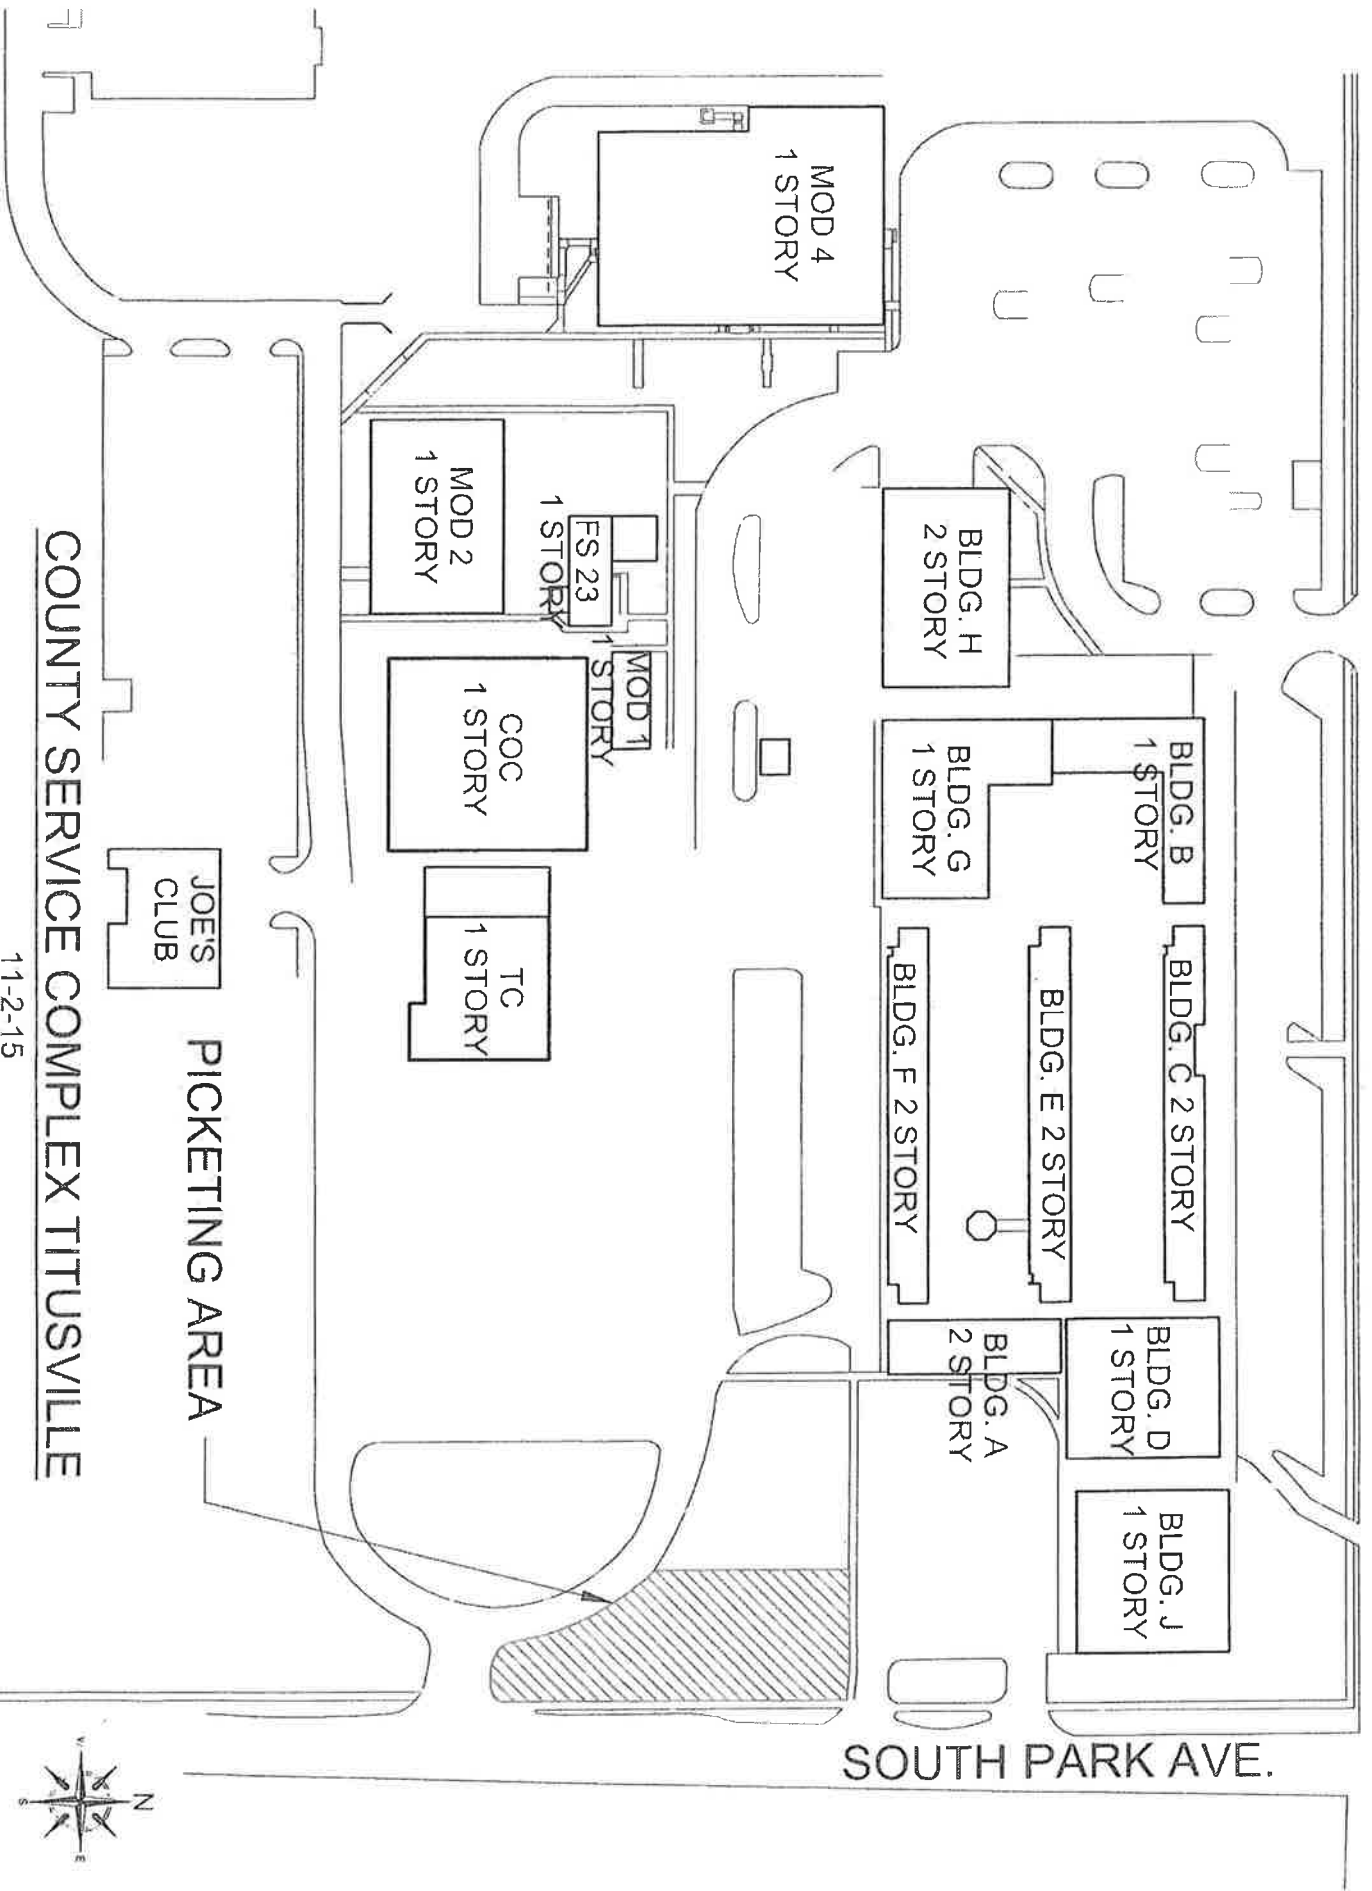 MOD 4
1 STORY
MOD 2
1 STORY
FS 23
1 STORY
MOD 1
1 STORY
COC
1 STORY
TC
1 STORY
JOE'S
CLUB
BLDG. H
2 STORY
BLDG. G
1 STORY
BLDG. B
1 STORY
BLDG. C 2 STORY
BLDG. E 2 STORY
BLDG. F 2 STORY
BLDG. A
2 STORY
BLDG. D
1 STORY
BLDG. J
1 STORY
PICKETING AREA
SOUTH PARK AVE.
COUNTY SERVICE COMPLEX TITUSVILLE
11-2-15
N
E
S
W